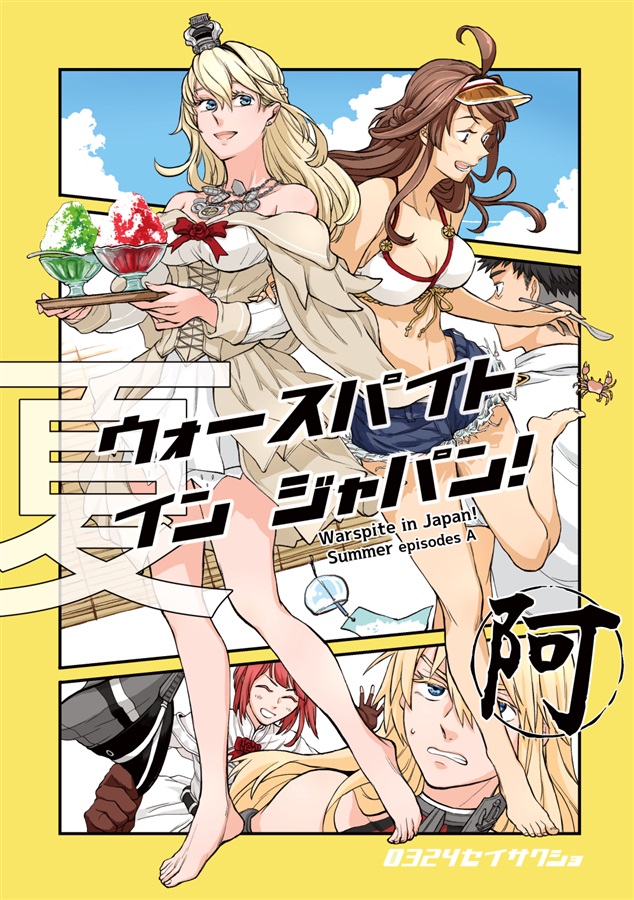 夏
ウォースパイト
イン ジャパン!
Warspite in Japan!
Summer episodes A
阿
0324セイサクショ